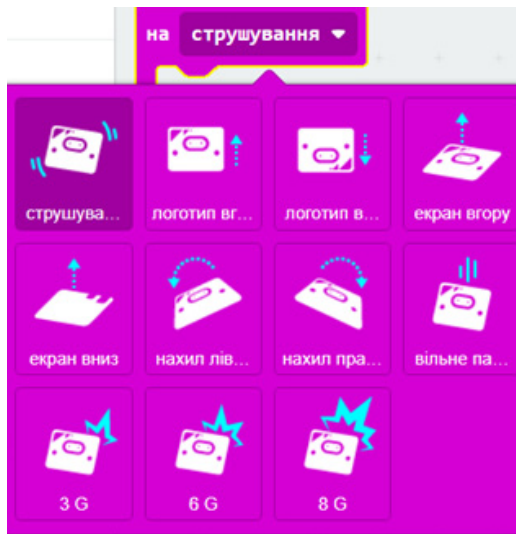 на струшування
струшува...
логотип вг...
логотип в...
екран вгору
екран вниз
нахил лів...
нахил пра...
вільне па...
3 G
6 G
8 G